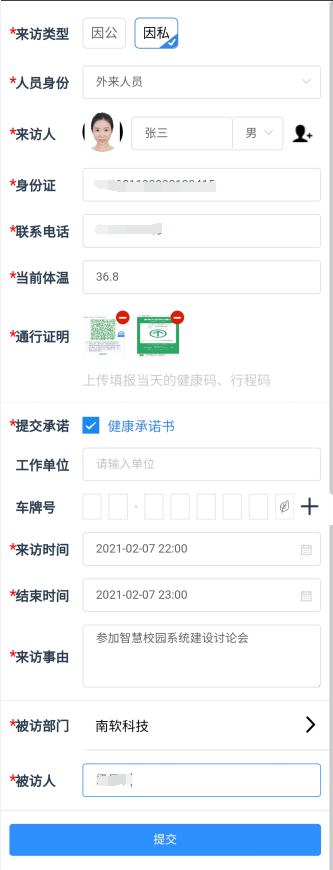 *来访类型 因公 因私
*人员身份 外来人员
*来访人 张三 男
*身份证
*联系电话
*当前体温 36.8
*通行证明
上传填报当天的健康码、行程码
*提交承诺 健康承诺书
工作单位 请输入单位
车牌号
*来访时间 2021-02-07 22:00
*结束时间 2021-02-07 23:00
*来访事由 参加智慧校园系统建设讨论会
*被访部门 南软科技
*被访人
提交